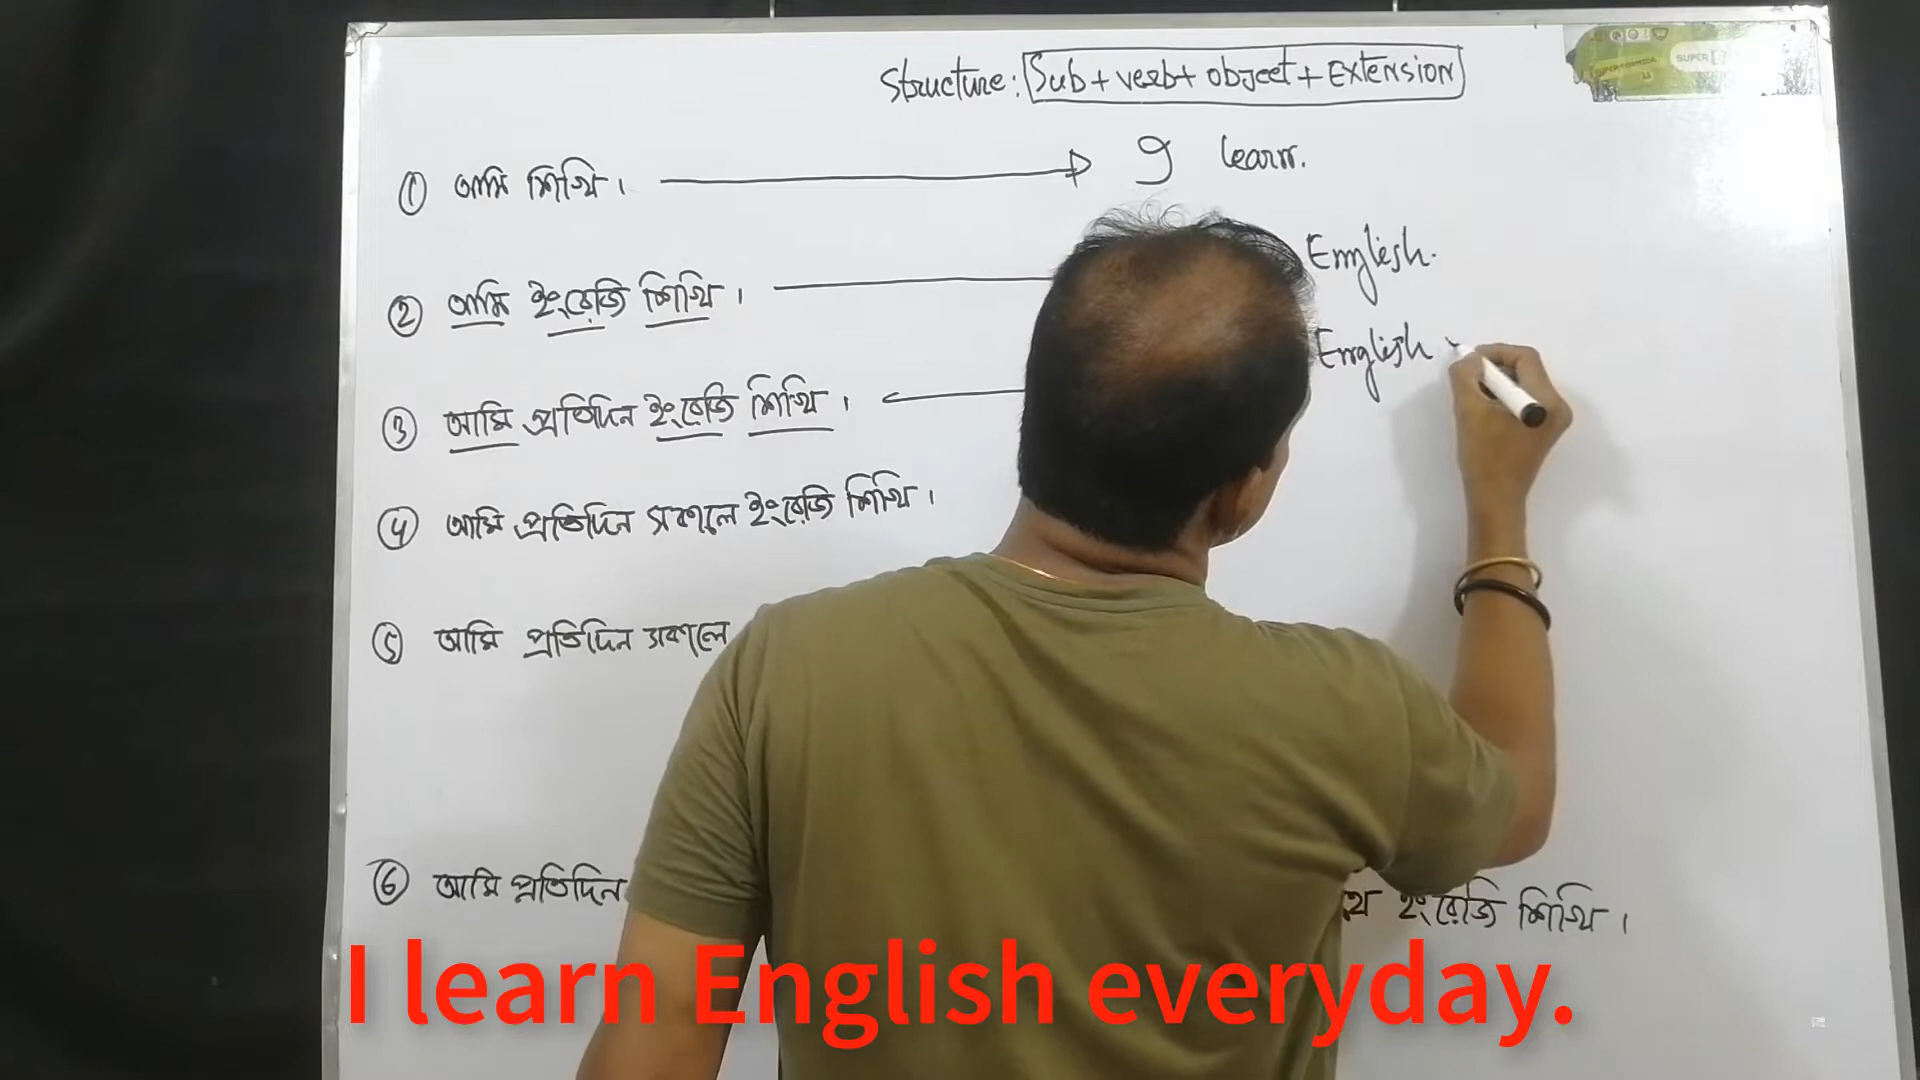 Structure: Sub + verb + object + Extension
① আমি শিখি। I learn.
② আমি ইংরেজি শিখি। English.
③ আমি প্রতিদিন ইংরেজি শিখি। English
④ আমি প্রতিদিন সকালে ইংরেজি শিখি।
⑤ আমি প্রতিদিন সকালে
⑥ আমি প্রতিদিন ইংরেজি শিখি।
I learn English everyday.
SUPER